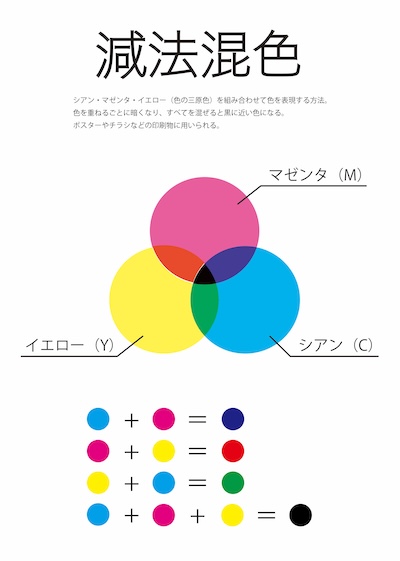 減法混色
シアン・マゼンタ・イエロー（色の三原色）を組み合わせて色を表現する方法。
色を重ねるごとに暗くなり、すべてを混ぜると黒に近い色になる。
ポスターやチラシなどの印刷物に用いられる。
マゼンタ（M）
イエロー（Y）
シアン（C）
+ =
+ =
+ =
+ + =